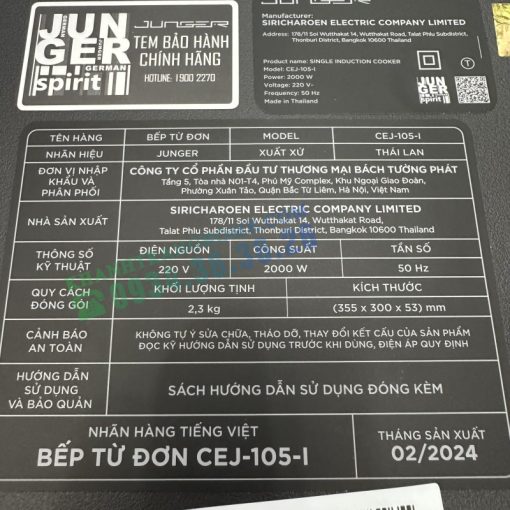 JUNGER
GERMAN
spirit
JUNGER
TEM BẢO HÀNH
CHÍNH HÃNG
HOTLINE: 1900 2270
Manufacturer:
SIRICHAROEN ELECTRIC COMPANY LIMITED
Address: 178/11 Soi Wutthakat 14, Wutthakat Road, Talat Phlu Subdistrict,
Thonburi District, Bangkok 10600 Thailand
Product name: SINGLE INDUCTION COOKER
Model: CEJ-105-I
Power: 2000 W
Voltage: 220 V~
Frequency: 50 Hz
Made in Thailand
JUNGER
spirit
TÊN HÀNG BẾP TỪ ĐƠN MODEL CEJ-105-I
NHÃN HIỆU JUNGER XUẤT XỨ THÁI LAN
ĐƠN VỊ NHẬP KHẨU VÀ PHÂN PHỐI
CÔNG TY CỔ PHẦN ĐẦU TƯ THƯƠNG MẠI BÁCH TƯỜNG PHÁT
Tầng 5, Tòa nhà N01-T4, Phú Mỹ Complex, Khu Ngoại Giao Đoàn,
Phường Xuân Tảo, Quận Bắc Từ Liêm, Hà Nội, Việt Nam
NHÀ SẢN XUẤT
SIRICHAROEN ELECTRIC COMPANY LIMITED
178/11 Soi Wutthakat 14, Wutthakat Road,
Talat Phlu Subdistrict, Thonburi District, Bangkok 10600 Thailand
THÔNG SỐ KỸ THUẬT
ĐIỆN NGUỒN CÔNG SUẤT TẦN SỐ
220 V 2000 W 50 Hz
QUY CÁCH ĐÓNG GÓI
KHỐI LƯỢNG TỊNH KÍCH THƯỚC
2,3 kg (355 x 300 x 53) mm
CẢNH BÁO AN TOÀN
KHÔNG TỰ Ý SỬA CHỮA, THÁO DỠ, THAY ĐỔI KẾT CẤU CỦA SẢN PHẨM
ĐỌC KỸ HƯỚNG DẪN SỬ DỤNG TRƯỚC KHI DÙNG, ĐIỆN ÁP QUY ĐỊNH
HƯỚNG DẪN SỬ DỤNG VÀ BẢO QUẢN
SÁCH HƯỚNG DẪN SỬ DỤNG ĐÓNG KÈM
NHÃN HÀNG TIẾNG VIỆT
BẾP TỪ ĐƠN CEJ-105-I
THÁNG SẢN XUẤT
02/2024